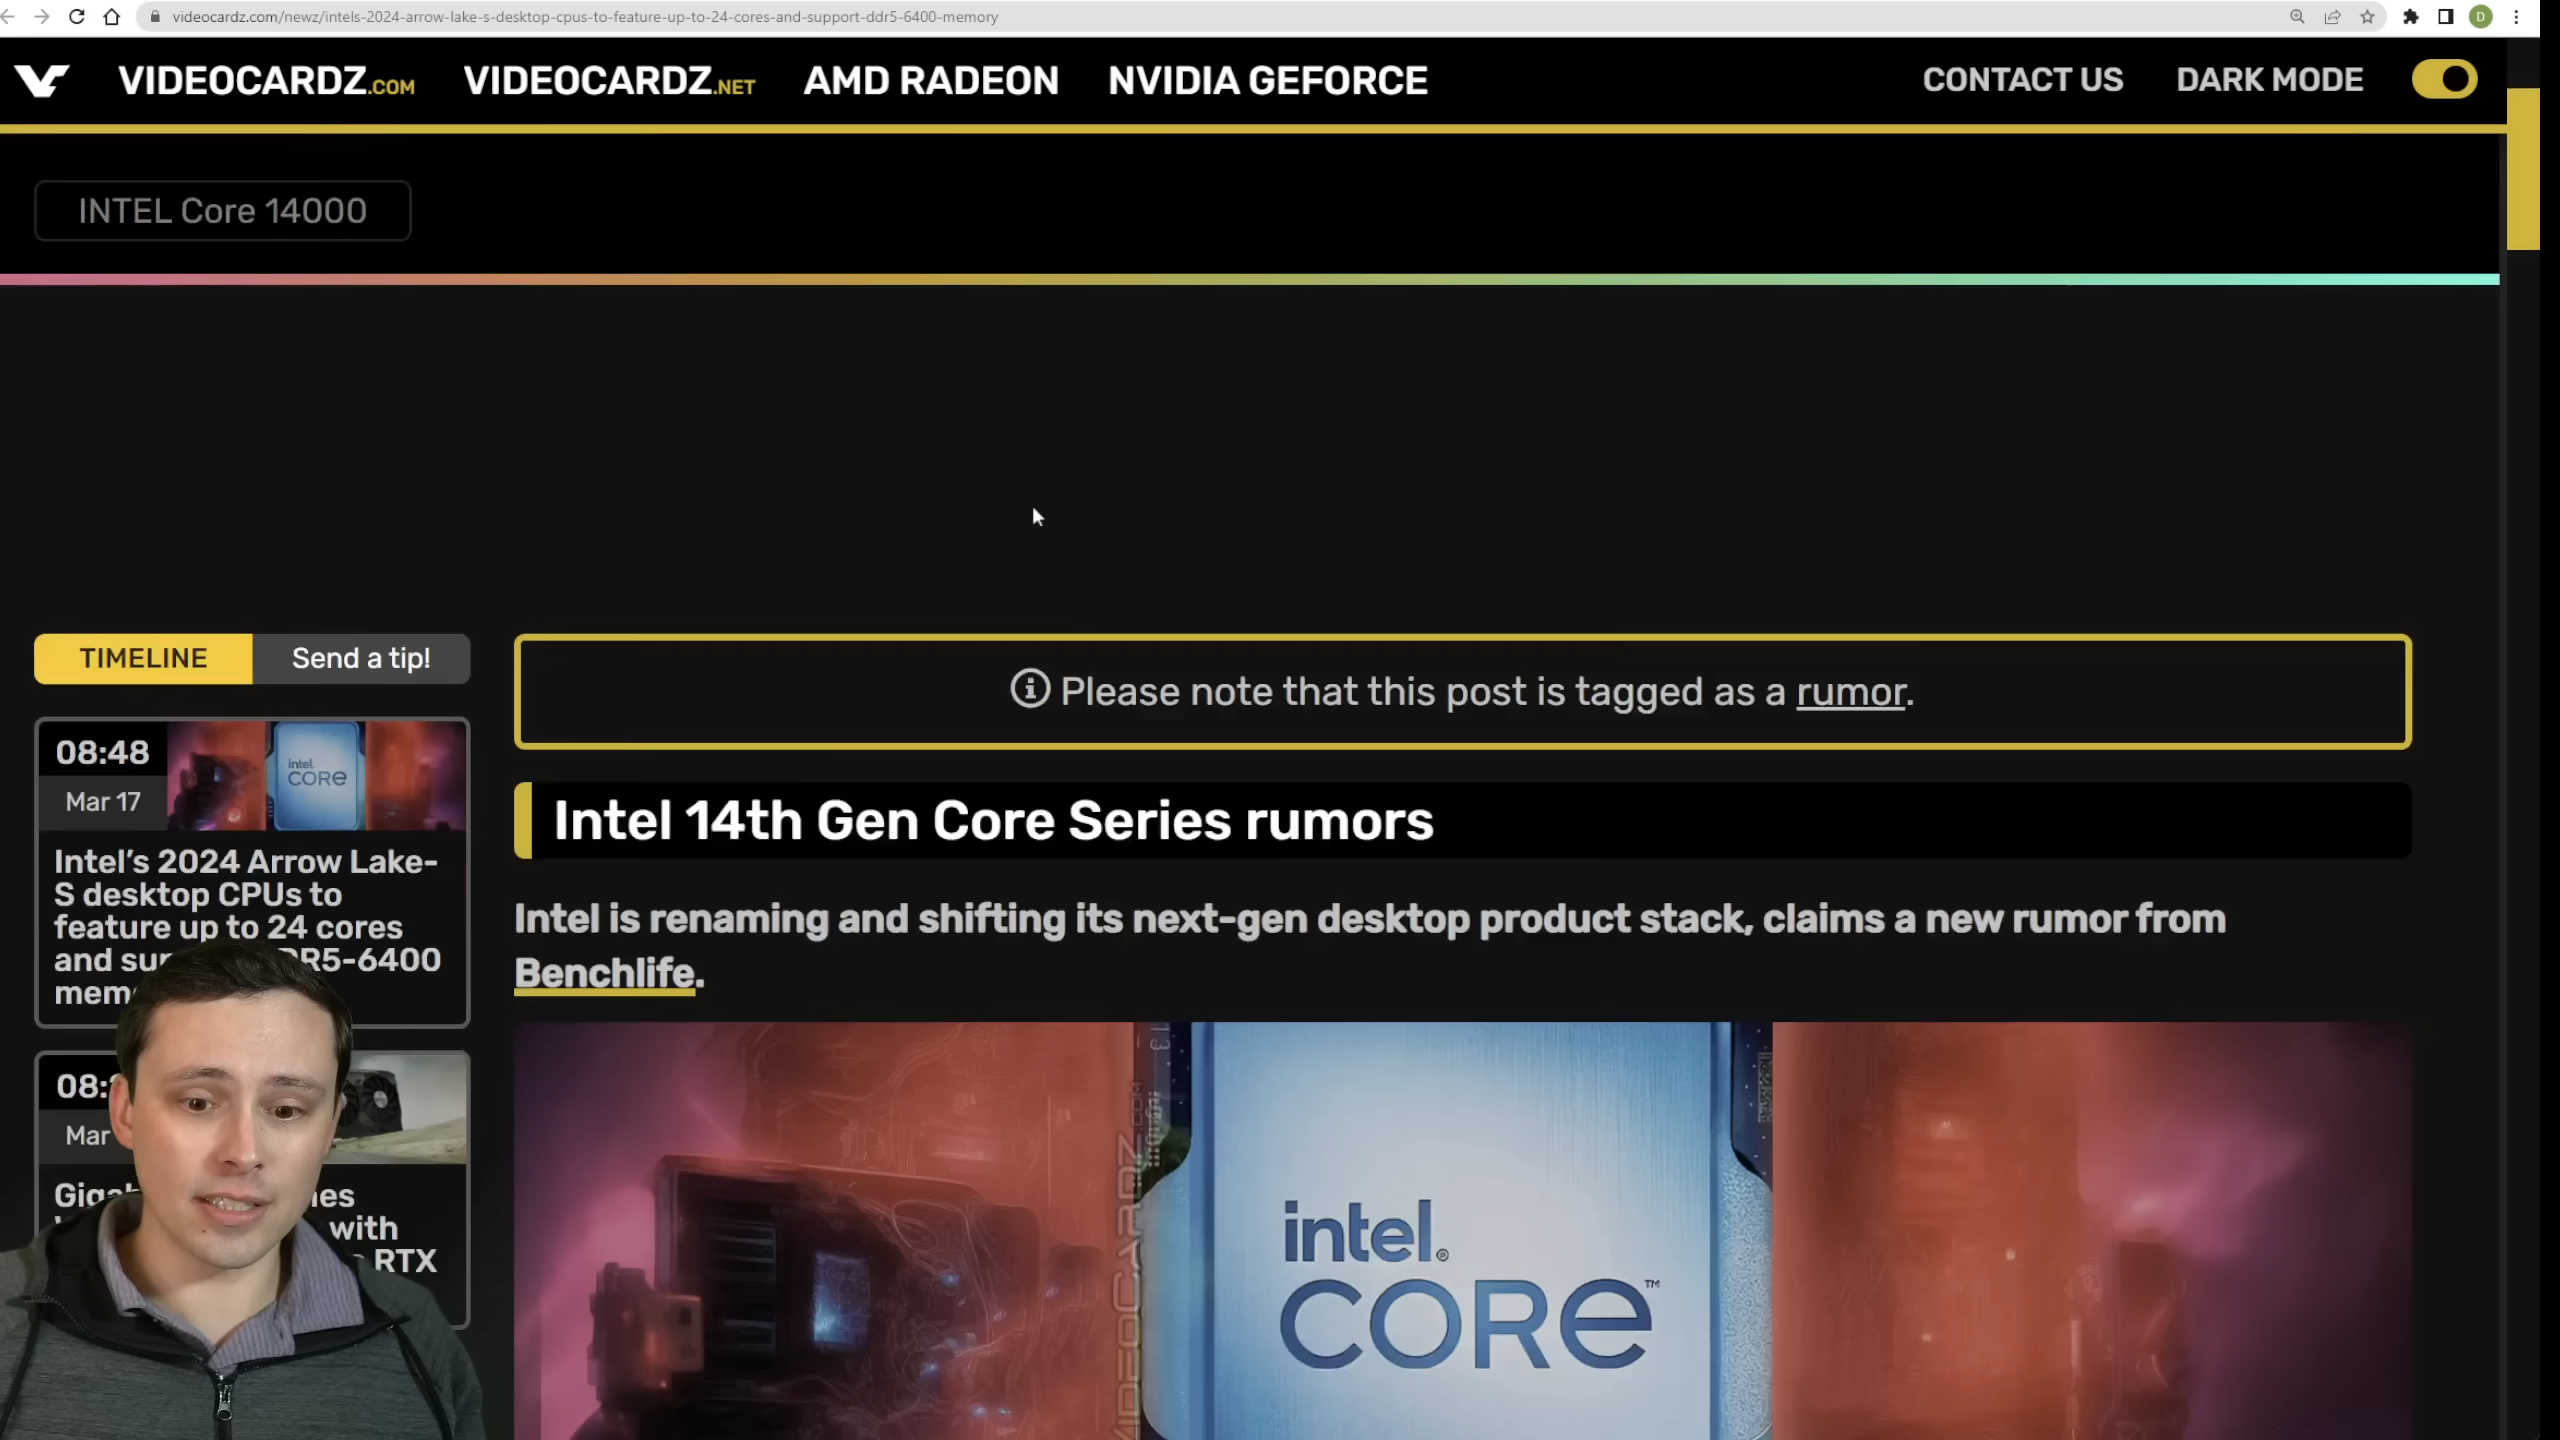 videocardz.com/newz/intels-2024-arrow-lake-s-desktop-cpus-to-feature-up-to-24-cores-and-support-ddr5-6400-memory
D
VIDEOCARDZ.COM
VIDEOCARDZ.NET
AMD RADEON
NVIDIA GEFORCE
CONTACT US
DARK MODE
INTEL Core 14000
TIMELINE
Send a tip!
Please note that this post is tagged as a rumor.
08:48
Mar 17
intel.
CORE
Intel's 2024 Arrow Lake-
S desktop CPUs to
feature up to 24 cores
and
R5-6400
Intel 14th Gen Core Series rumors
Intel is renaming and shifting its next-gen desktop product stack, claims a new rumor from
Benchlife.
08:
Mar
with
RTX
VIDEOCARDZ.COM
intel.
CORE™